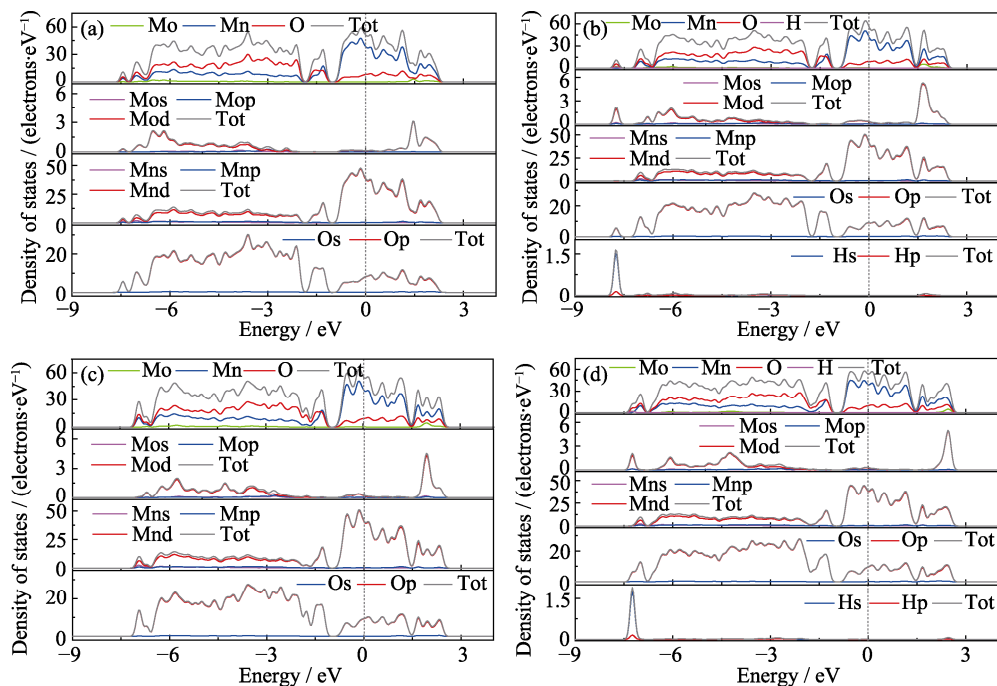 (a)
Mo Mn O Tot
60
30
0
Mos Mop
Mod Tot
6
3
0
Mns Mnp
Mnd Tot
50
25
0
Os Op Tot
20
0
−9 −6 −3 0 3
Energy / eV
Density of states / (electrons·eV⁻¹)
(b)
Mo Mn O H Tot
60
30
0
Mos Mop
Mod Tot
6
3
0
Mns Mnp
Mnd Tot
50
25
0
Os Op Tot
20
0
Hs Hp Tot
1.5
0
−9 −6 −3 0 3
Energy / eV
Density of states / (electrons·eV⁻¹)
(c)
Mo Mn O Tot
60
30
0
Mos Mop
Mod Tot
6
3
0
Mns Mnp
Mnd Tot
50
25
0
Os Op Tot
20
0
−9 −6 −3 0 3
Energy / eV
Density of states / (electrons·eV⁻¹)
(d)
Mo Mn O H Tot
60
30
0
Mos Mop
Mod Tot
6
3
0
Mns Mnp
Mnd Tot
50
25
0
Os Op Tot
20
0
Hs Hp Tot
1.5
0
−9 −6 −3 0 3
Energy / eV
Density of states / (electrons·eV⁻¹)